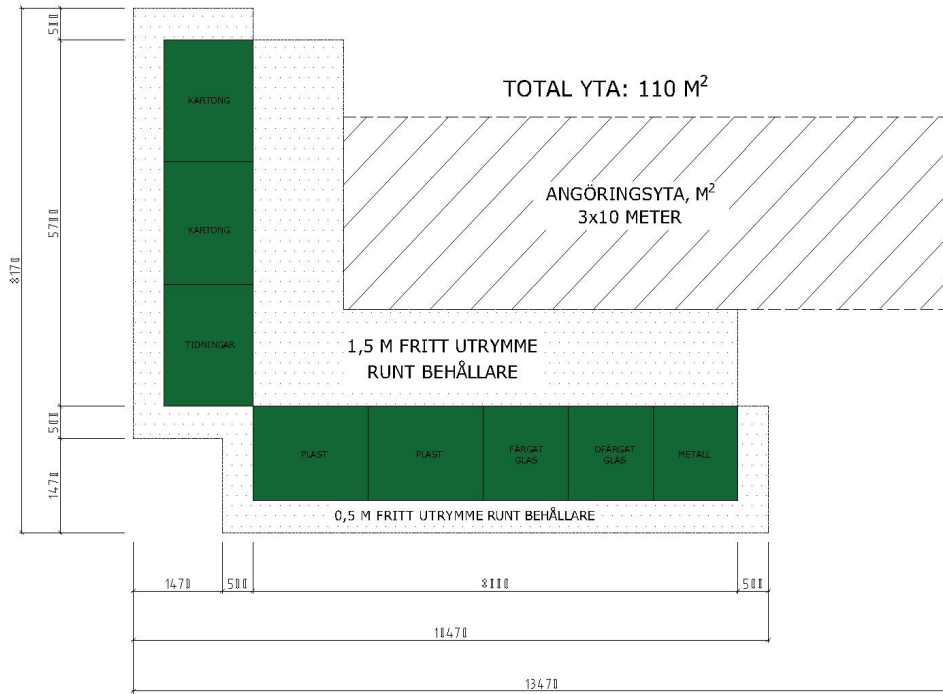 500
KARTONG
TOTAL YTA: 110 M²
ANGÖRINGSYTA, M²
3x10 METER
5700
KARTONG
8170
TIDNINGAR
1,5 M FRITT UTRYMME
RUNT BEHÅLLARE
500
PLAST
PLAST
FÄRGAT
GLAS
OFÄRGAT
GLAS
METALL
1470
0,5 M FRITT UTRYMME RUNT BEHÅLLARE
1470
500
8000
500
10470
13470